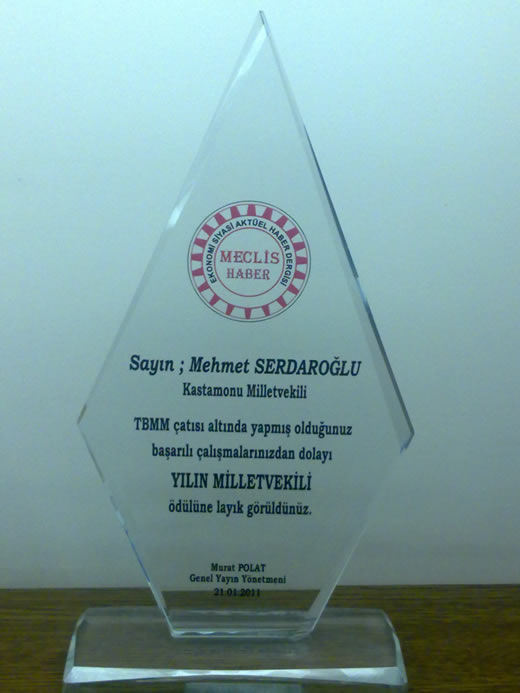 EKONOMİ SİYASİ AKTÜEL HABER DERGİSİ
MECLİS
HABER
Sayın ; Mehmet SERDAROĞLU
Kastamonu Milletvekili
TBMM çatısı altında yapmış olduğunuz
başarılı çalışmalarınızdan dolayı
YILIN MİLLETVEKİLİ
ödülüne layık görüldünüz.
Murat POLAT
Genel Yayın Yönetmeni
21.01.2011